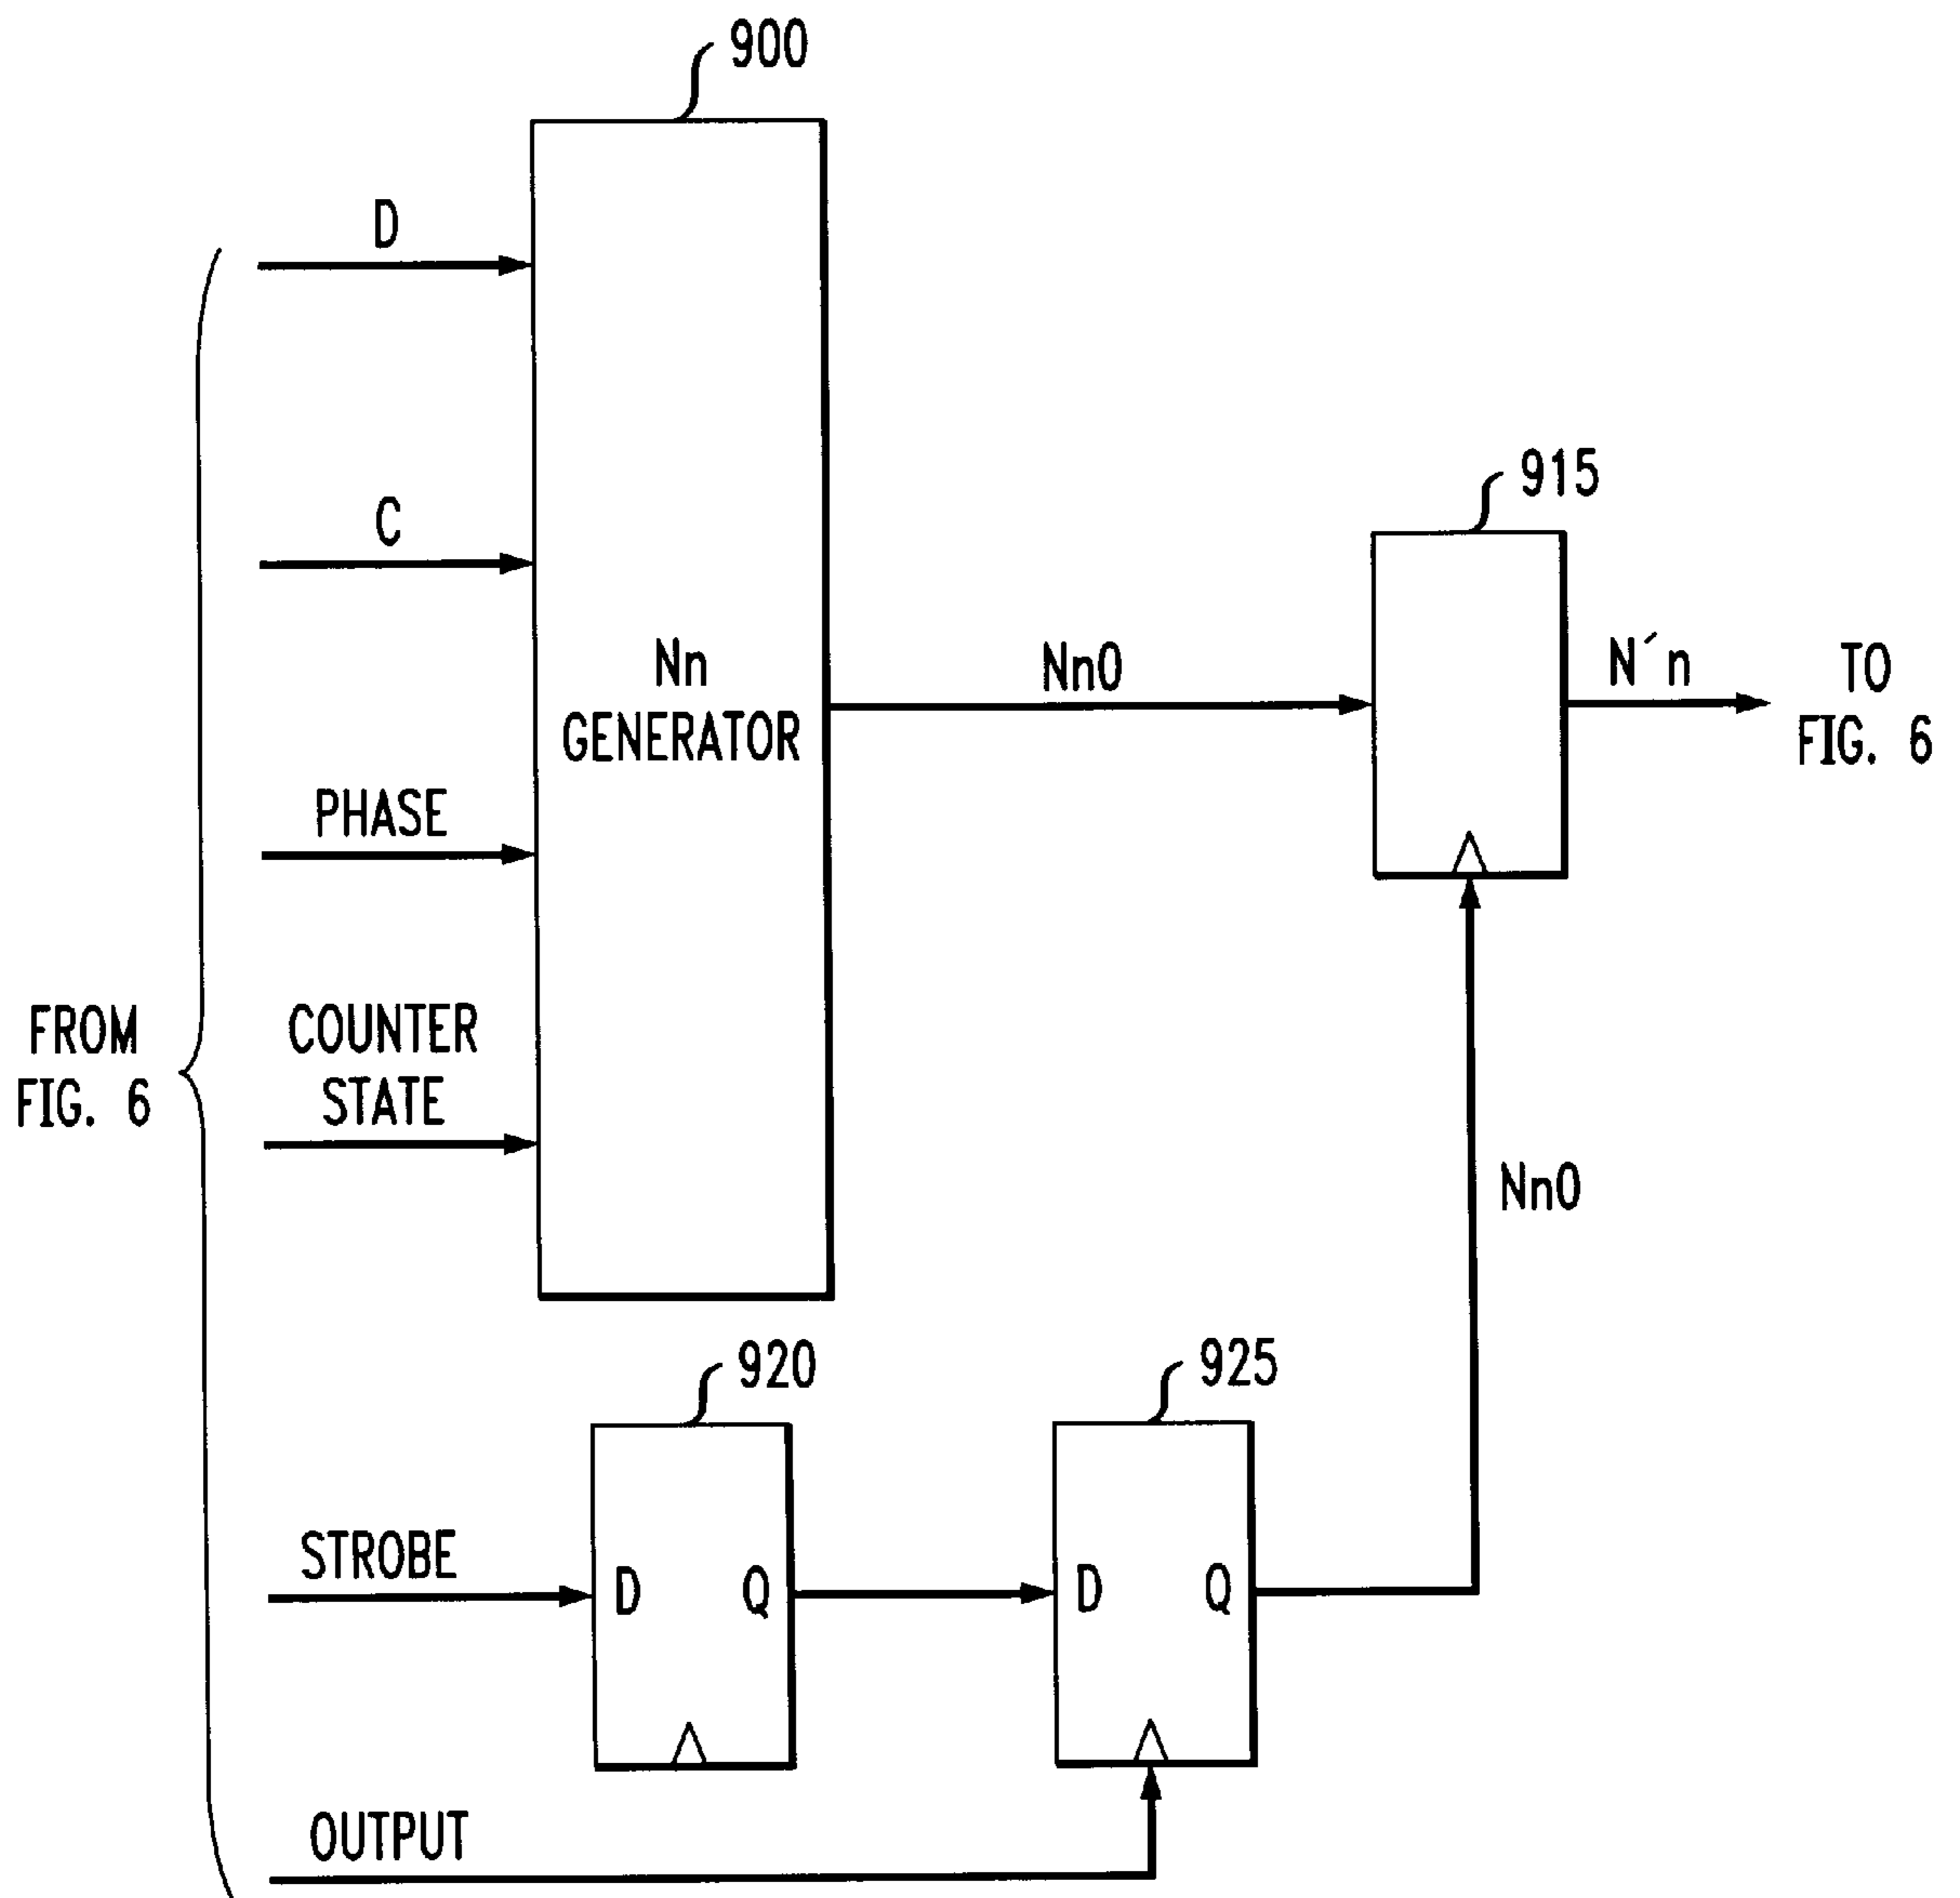 900
D
C
Nn
GENERATOR
Nn0
915
N´n
TO
FIG. 6
PHASE
COUNTER
STATE
FROM
FIG. 6
Nn0
920
925
STROBE
D
Q
D
Q
OUTPUT